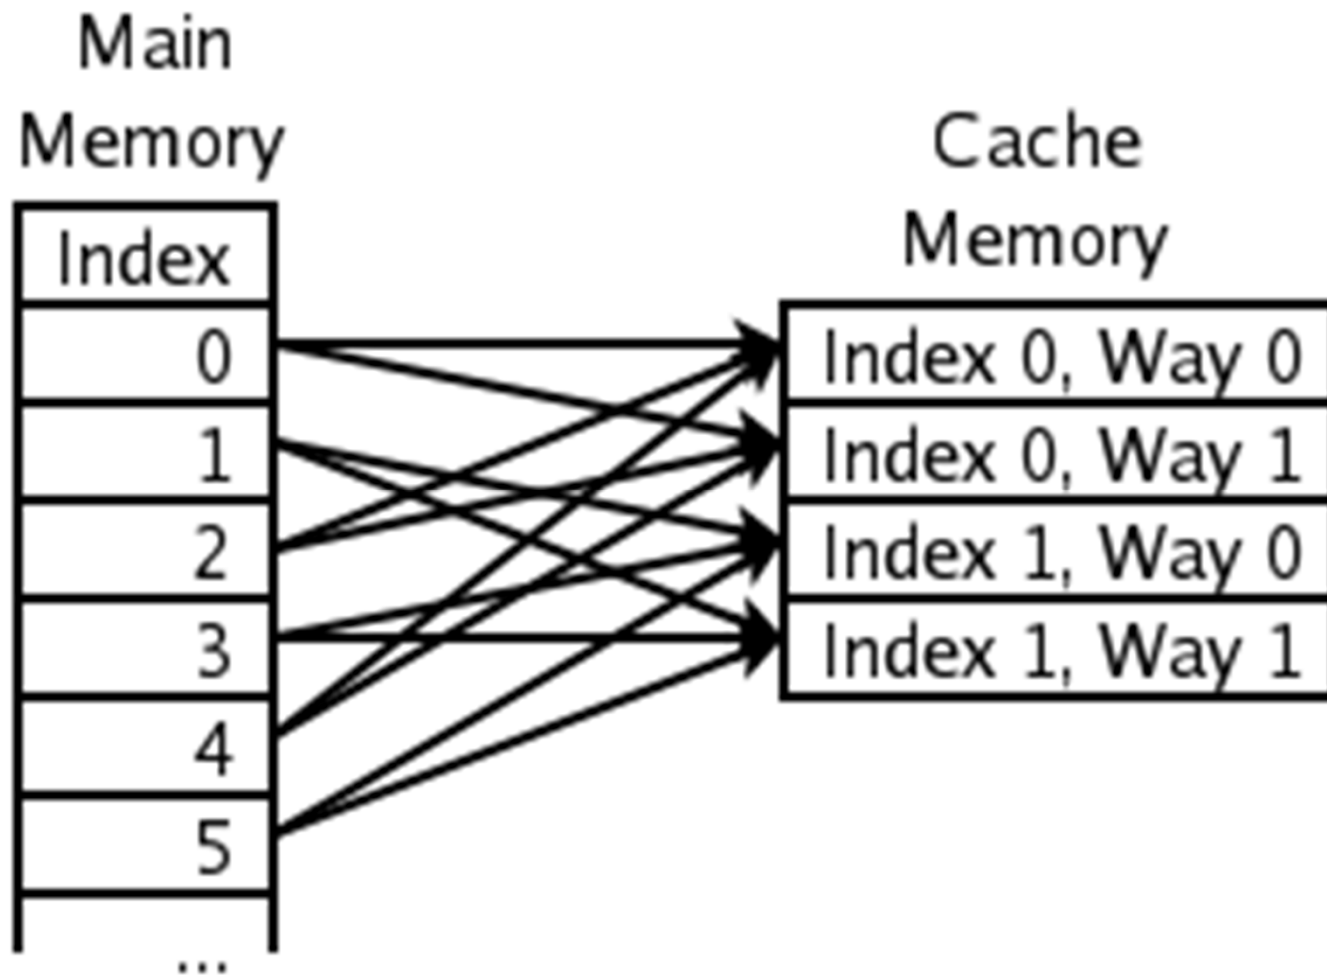 Main
Memory
Index
0
1
2
3
4
5
...
Cache
Memory
Index 0, Way 0
Index 0, Way 1
Index 1, Way 0
Index 1, Way 1